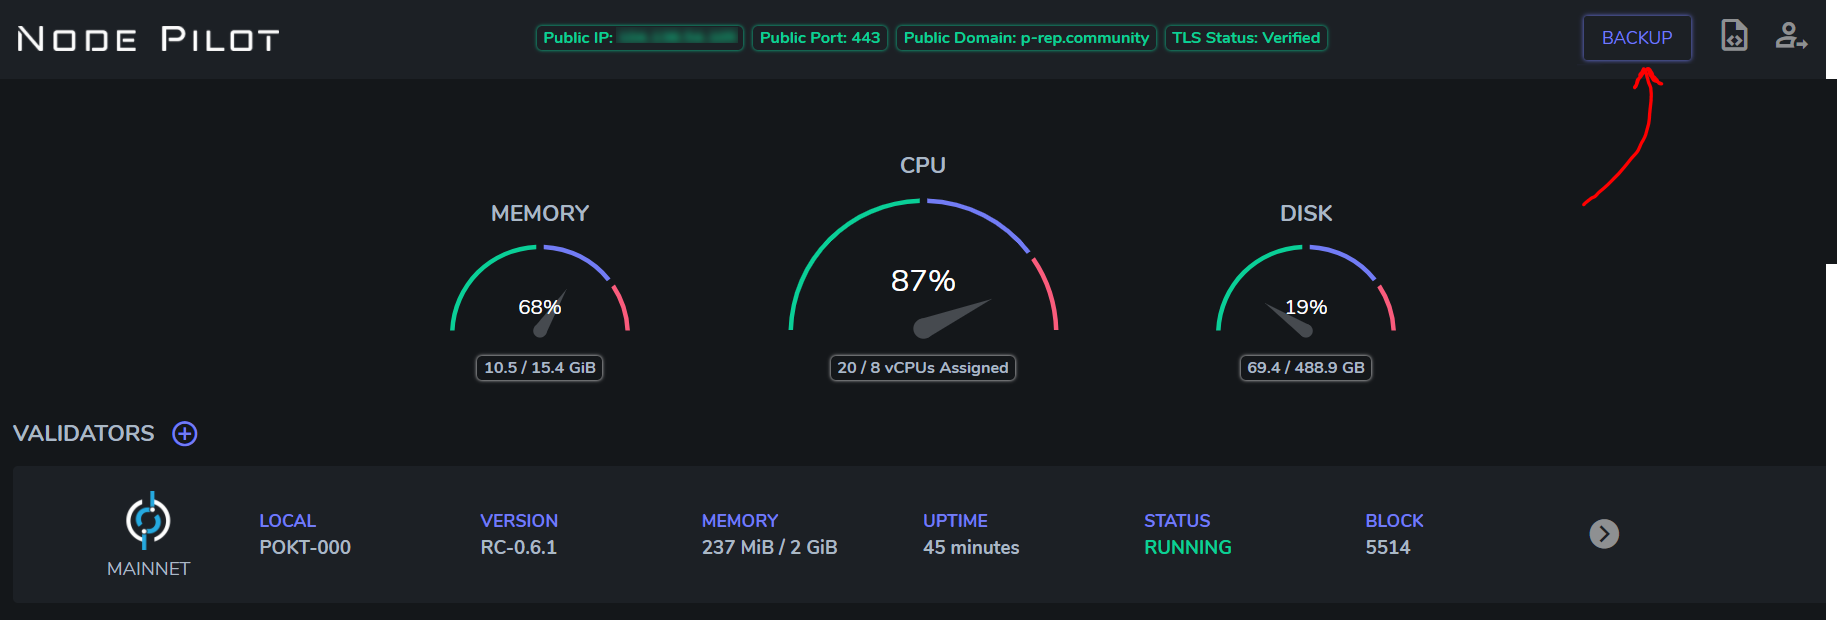 NODE PILOT
Public IP:
Public Port: 443
Public Domain: p-rep.community
TLS Status: Verified
BACKUP
MEMORY
68%
10.5 / 15.4 GiB
CPU
87%
20 / 8 vCPUs Assigned
DISK
19%
69.4 / 488.9 GB
VALIDATORS
MAINNET
LOCAL
POKT-000
VERSION
RC-0.6.1
MEMORY
237 MiB / 2 GiB
UPTIME
45 minutes
STATUS
RUNNING
BLOCK
5514